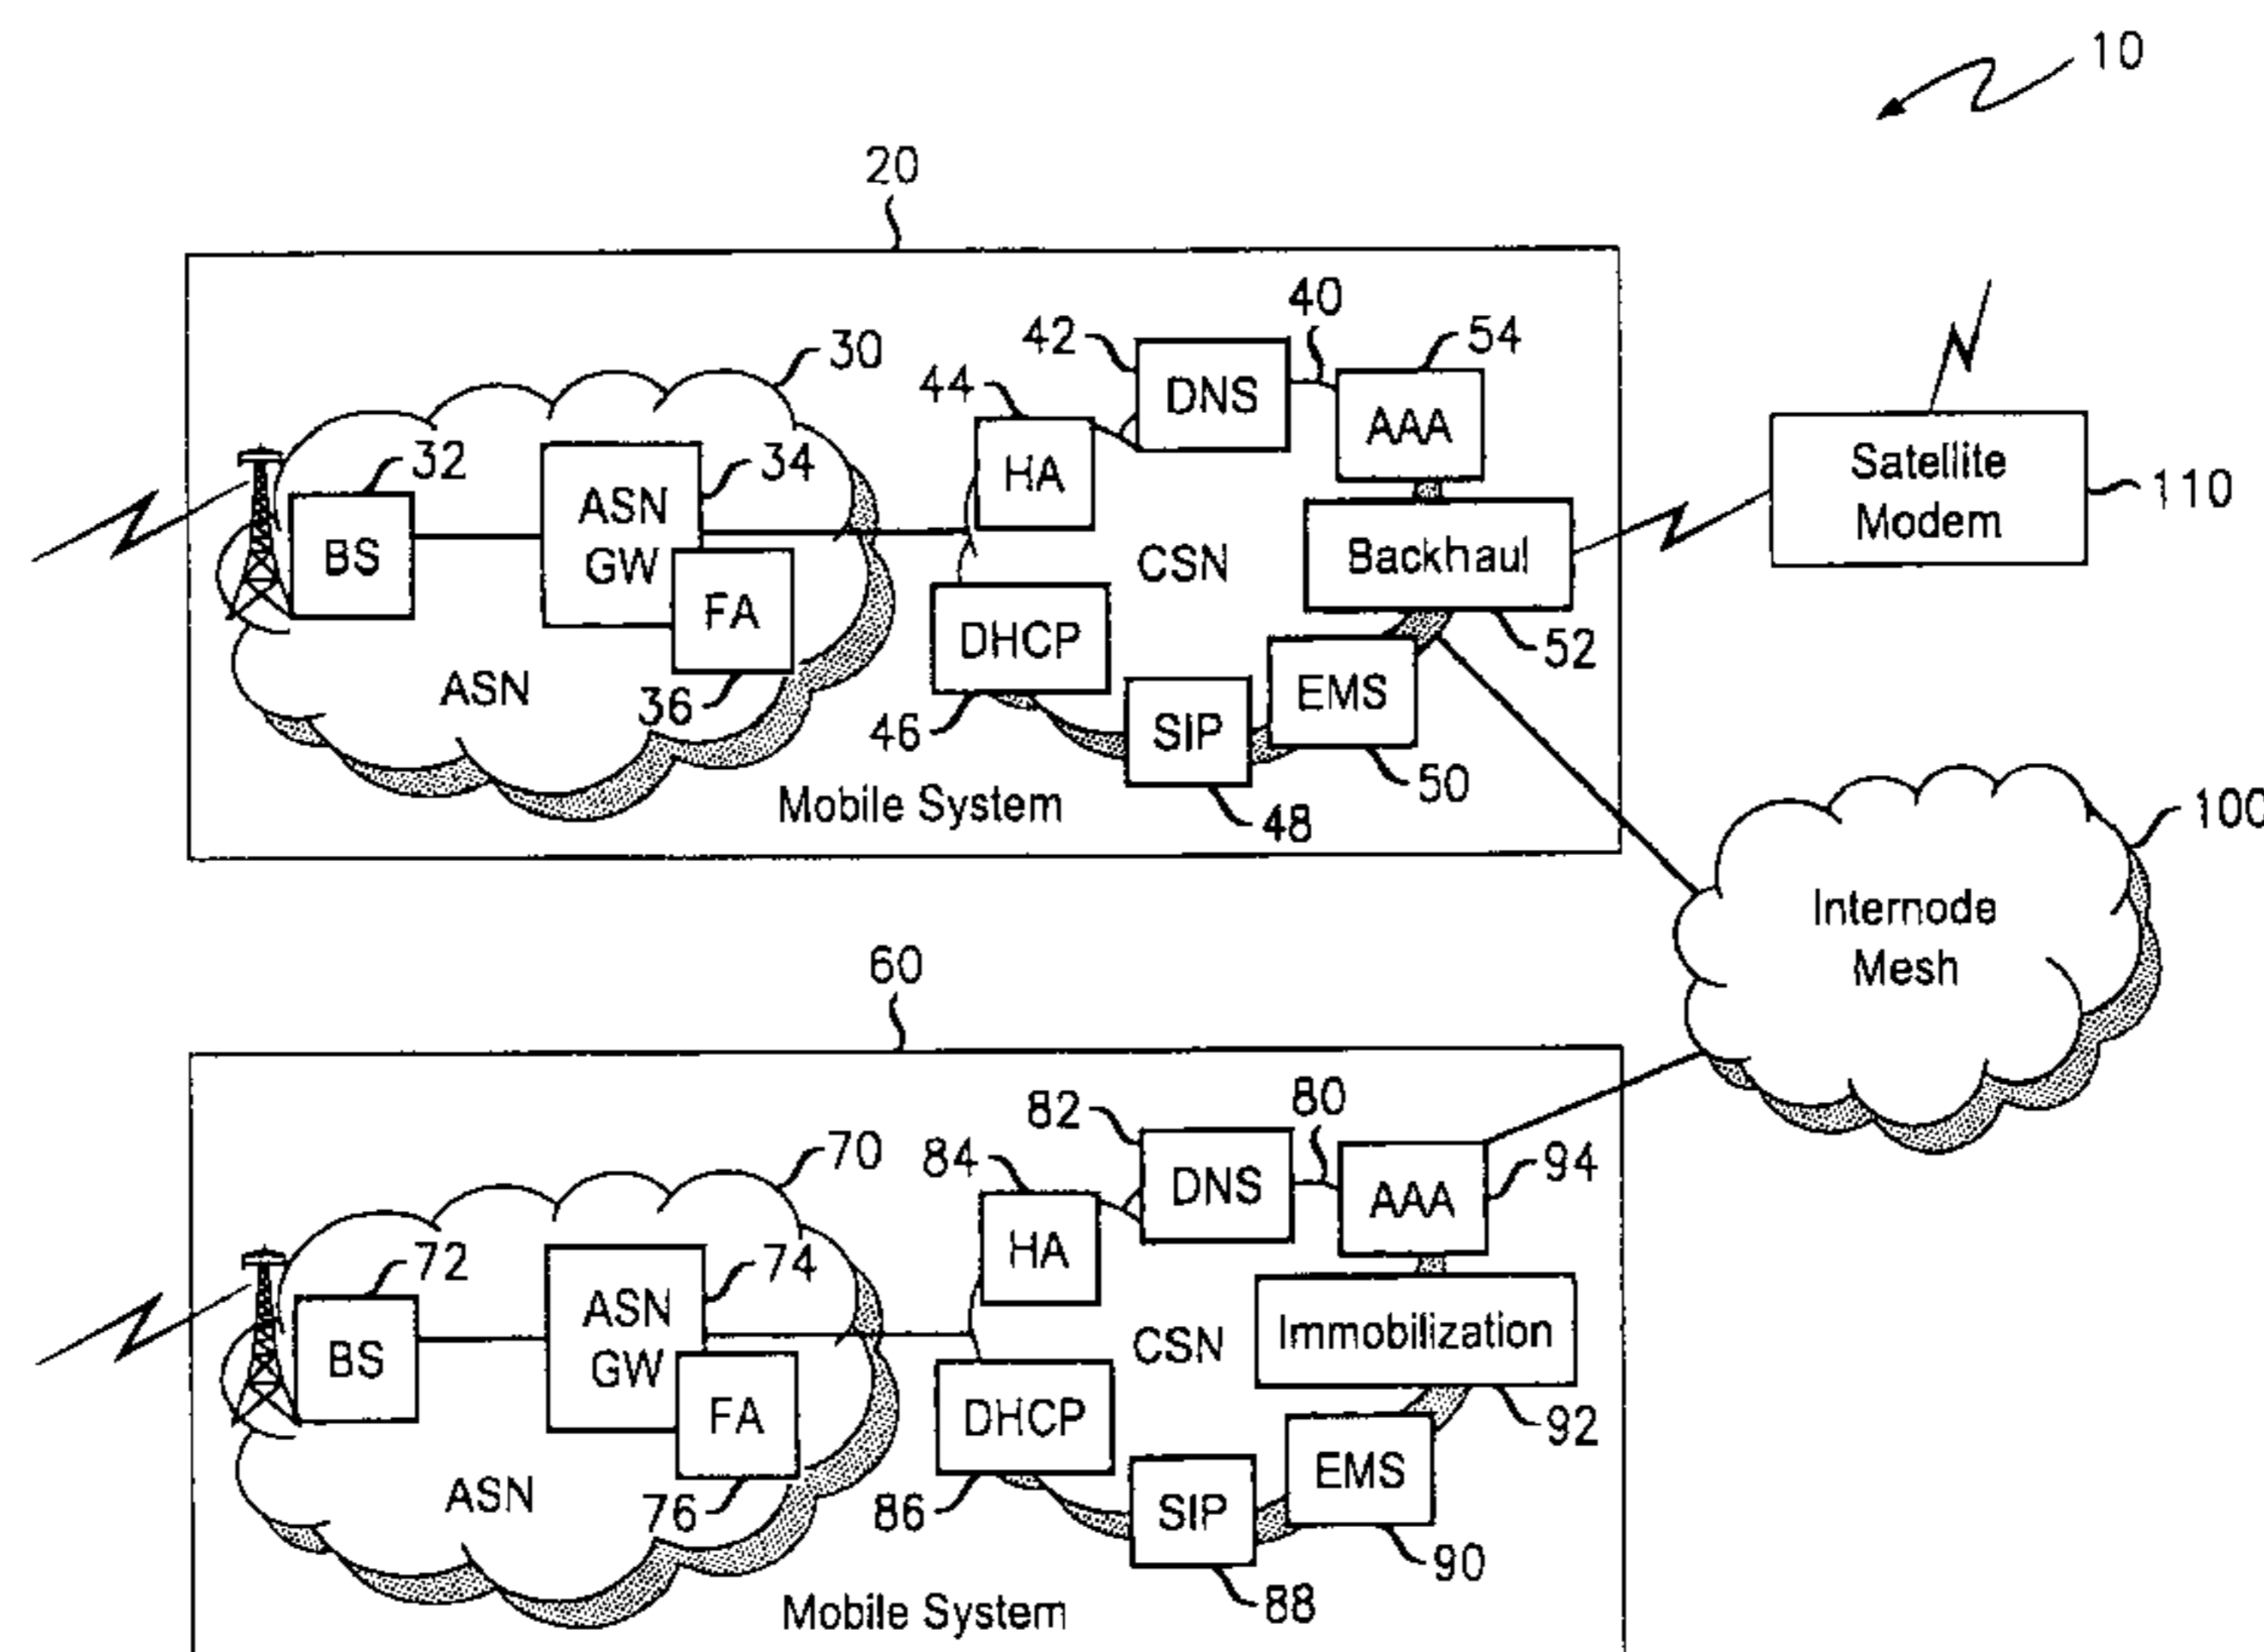 10
20
30
40
42
54
44
DNS
AAA
32
34
HA
Satellite
Modem
110
ASN
GW
BS
CSN
Backhaul
FA
DHCP
52
ASN
36
EMS
46
SIP
50
Mobile System
48
100
Internode
Mesh
60
70
80
82
94
84
DNS
AAA
72
74
HA
ASN
GW
BS
CSN
Immobilization
FA
DHCP
92
ASN
76
EMS
86
SIP
90
Mobile System
88